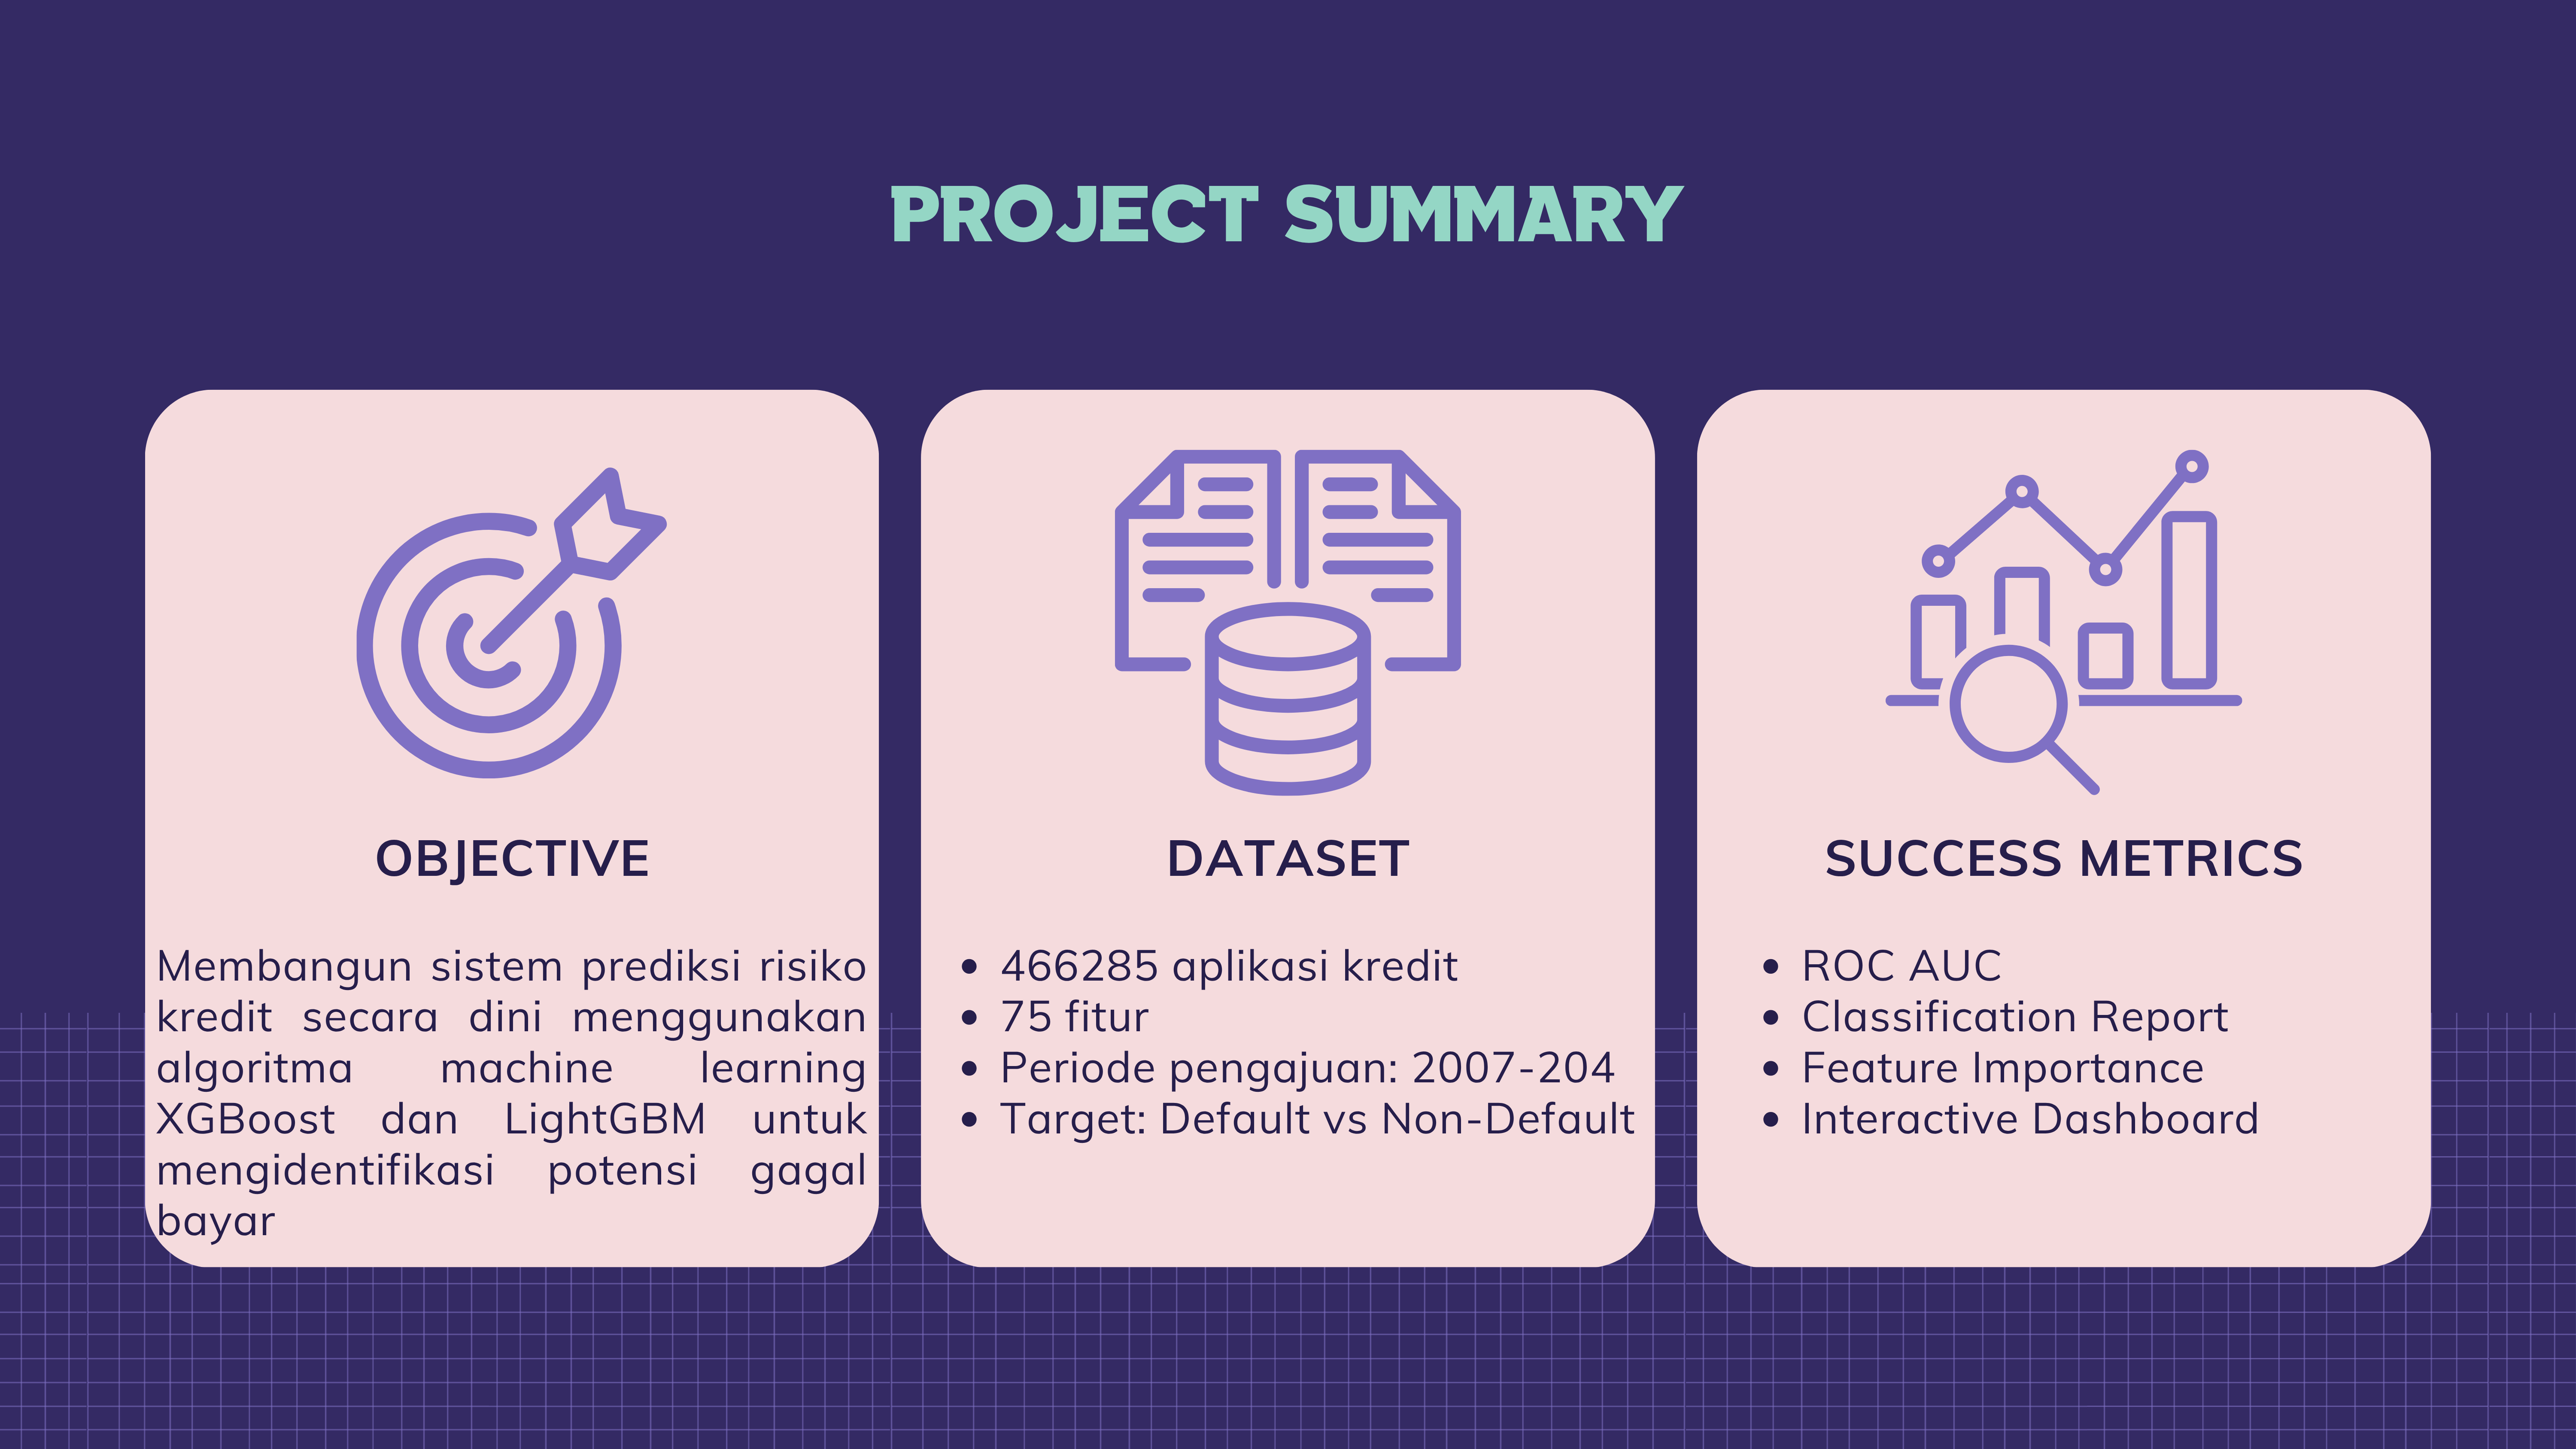 PROJECT SUMMARY
OBJECTIVE
Membangun sistem prediksi risiko
kredit secara dini menggunakan
algoritma machine learning
XGBoost dan LightGBM untuk
mengidentifikasi potensi gagal
bayar
DATASET
• 466285 aplikasi kredit
• 75 fitur
• Periode pengajuan: 2007-204
• Target: Default vs Non-Default
SUCCESS METRICS
• ROC AUC
• Classification Report
• Feature Importance
• Interactive Dashboard